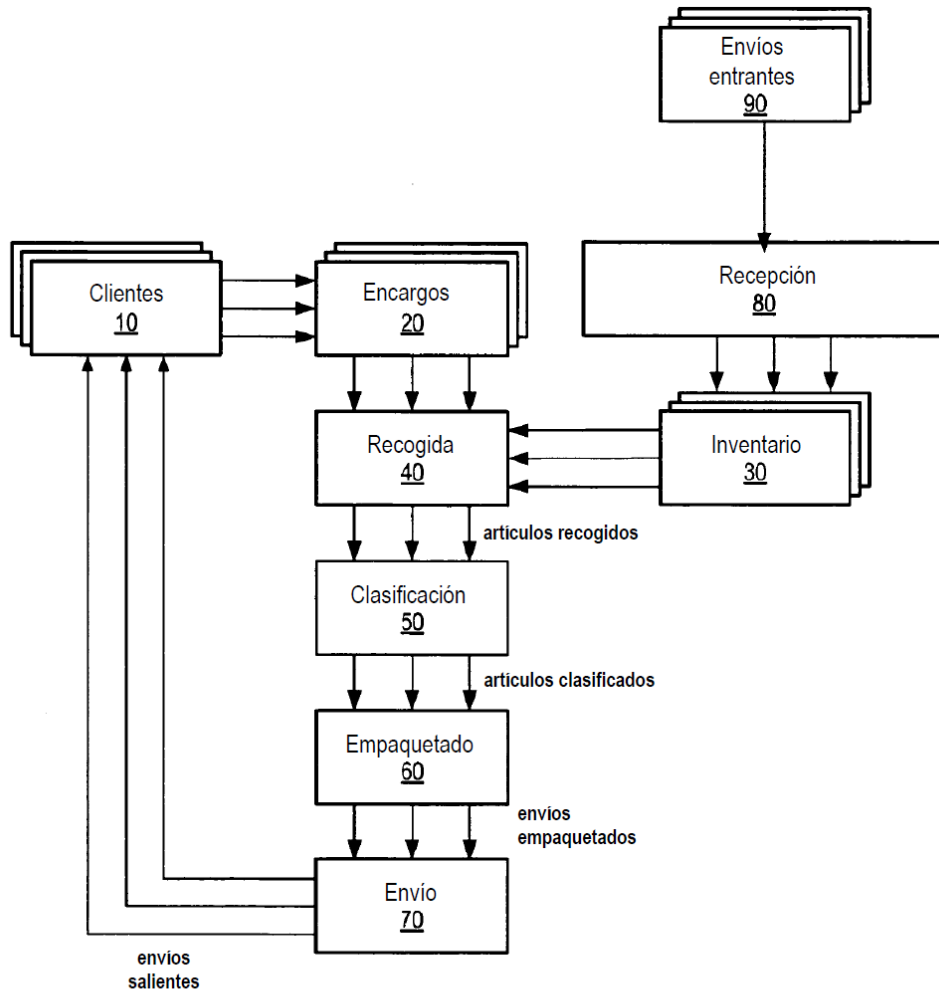 Envíos
entrantes
90
Clientes
10
Encargos
20
Recepción
80
Recogida
40
Inventario
30
artículos recogidos
Clasificación
50
artículos clasificados
Empaquetado
60
envíos
empaquetados
Envío
70
envíos
salientes